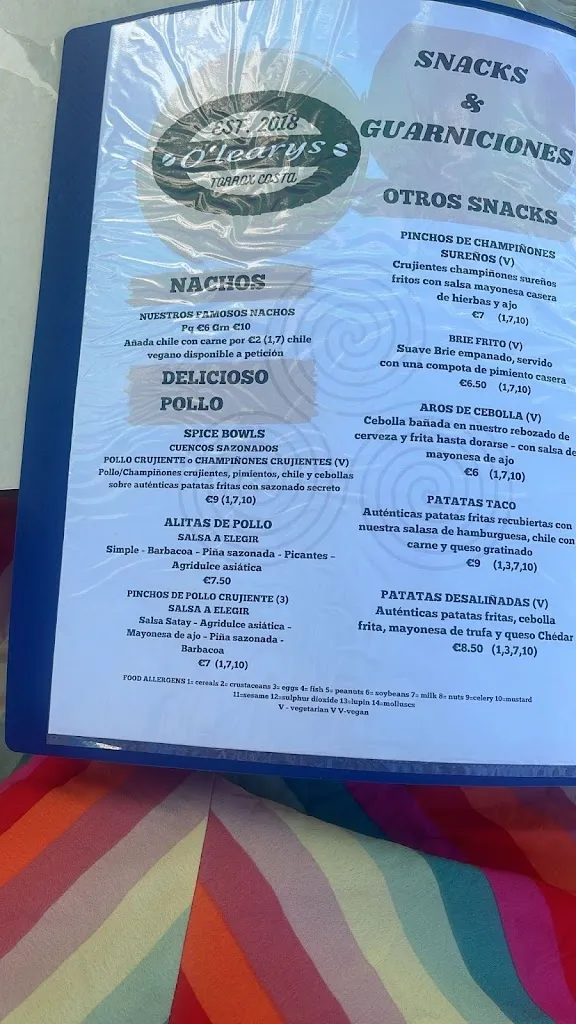 EST. 2018
O'Learys
TORROX COSTA
NACHOS
NUESTROS FAMOSOS NACHOS
Pq €6 Grn €10
Añada chile con carne por €2 (1,7) chile
vegano disponible a petición
DELICIOSO
POLLO
SPICE BOWLS
CUENCOS SAZONADOS
POLLO CRUJIENTE o CHAMPIÑONES CRUJIENTES (V)
Pollo/Champiñones crujientes, pimientos, chile y cebollas
sobre auténticas patatas fritas con sazonado secreto
€9 (1,7,10)
ALITAS DE POLLO
SALSA A ELEGIR
Simple - Barbacoa - Piña sazonada - Picantes -
Agridulce asiática
€7.50
PINCHOS DE POLLO CRUJIENTE (3)
SALSA A ELEGIR
Salsa Satay - Agridulce asiática -
Mayonesa de ajo - Piña sazonada -
Barbacoa
€7 (1,7,10)
SNACKS
&
GUARNICIONES
OTROS SNACKS
PINCHOS DE CHAMPIÑONES
SUREÑOS (V)
Crujientes champiñones sureños
fritos con salsa mayonesa casera
de hierbas y ajo
€7 (1,7,10)
BRIE FRITO (V)
Suave Brie empanado, servido
con una compota de pimiento casera
€6.50 (1,7,10)
AROS DE CEBOLLA (V)
Cebolla bañada en nuestro rebozado de
cerveza y frita hasta dorarse - con salsa de
mayonesa de ajo
€6 (1,7,10)
PATATAS TACO
Auténticas patatas fritas recubiertas con
nuestra salasa de hamburguesa, chile con
carne y queso gratinado
€9 (1,3,7,10)
PATATAS DESALIÑADAS (V)
Auténticas patatas fritas, cebolla
frita, mayonesa de trufa y queso Chédar
€8.50 (1,3,7,10)
FOOD ALLERGENS 1= cereals 2= crustaceans 3= eggs 4= fish 5= peanuts 6= soybeans 7= milk 8= nuts 9=celery 10=mustard
11=sesame 12=sulphur dioxide 13=lupin 14=molluscs
V - vegetarian V V-vegan